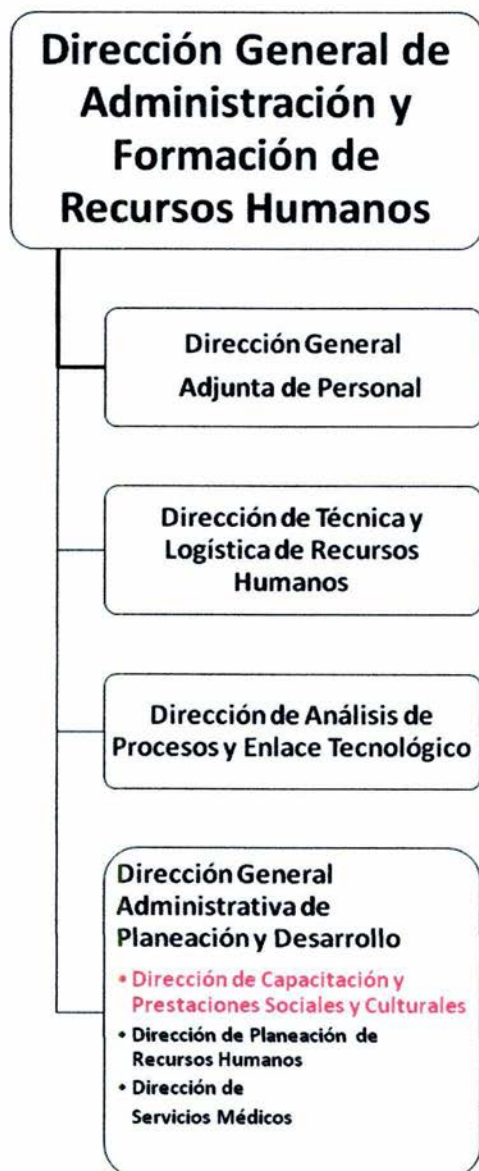 Dirección General de
Administración y
Formación de
Recursos Humanos
Dirección General
Adjunta de Personal
Dirección de Técnica y
Logística de Recursos
Humanos
Dirección de Análisis de
Procesos y Enlace Tecnológico
Dirección General
Administrativa de
Planeación y Desarrollo
• Dirección de Capacitación y
Prestaciones Sociales y Culturales
• Dirección de Planeación de
Recursos Humanos
• Dirección de
Servicios Médicos